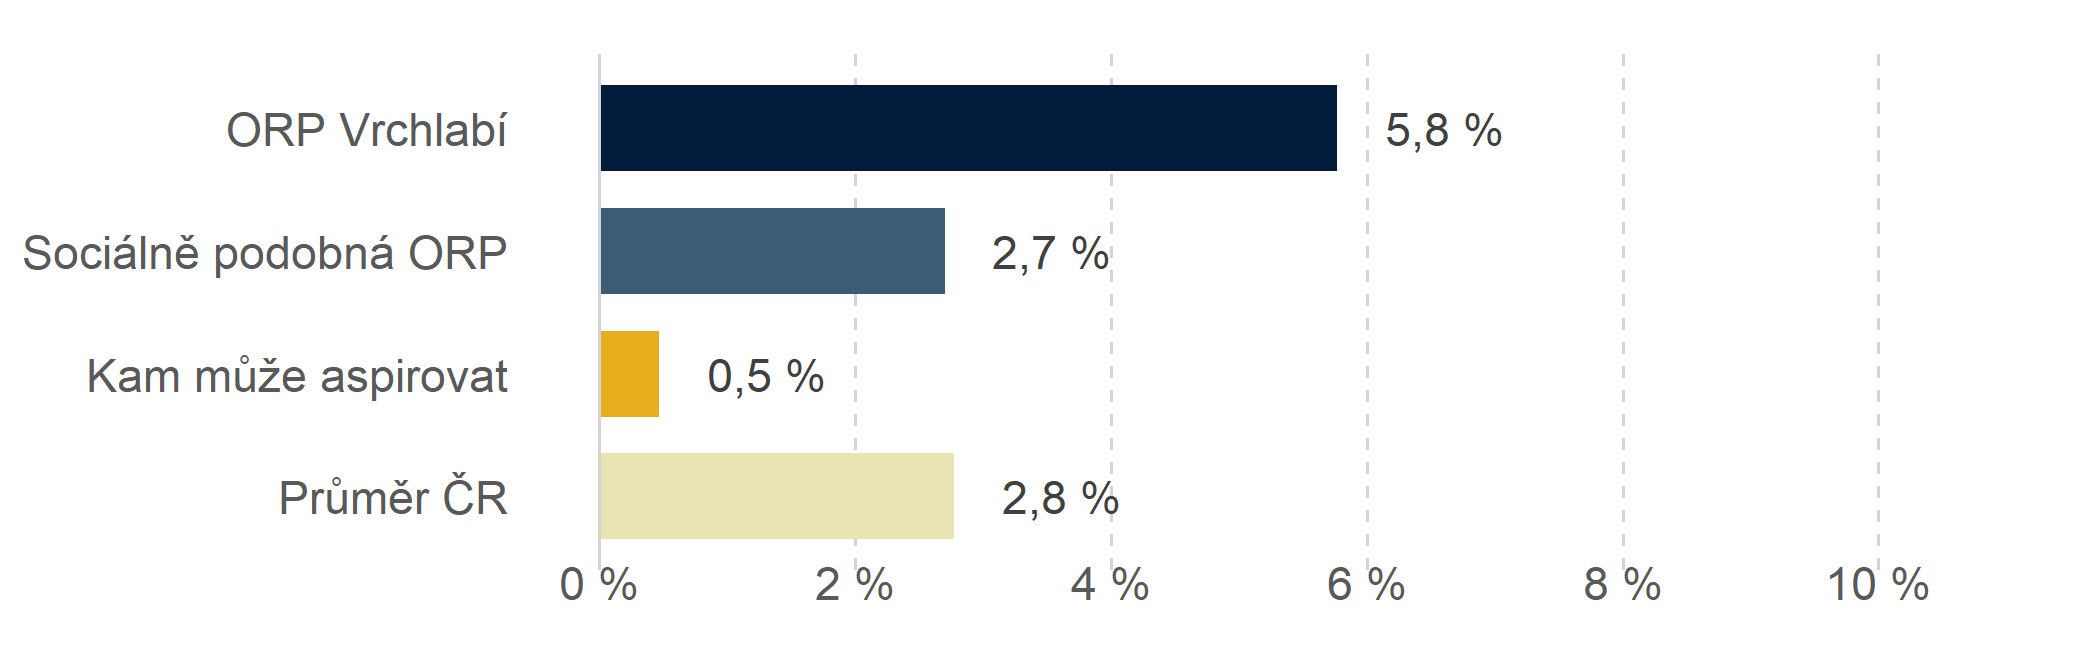 ORP Vrchlabí 5,8 %
Sociálně podobná ORP 2,7 %
Kam může aspirovat 0,5 %
Průměr ČR 2,8 %
0 % 2 % 4 % 6 % 8 % 10 %